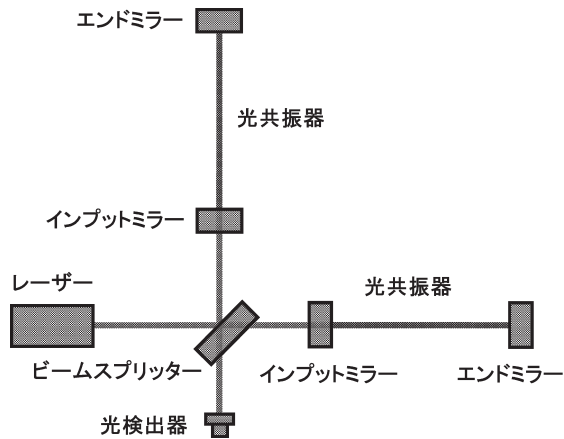 エンドミラー
光共振器
インプットミラー
レーザー
光共振器
ビームスプリッター
インプットミラー
エンドミラー
光検出器